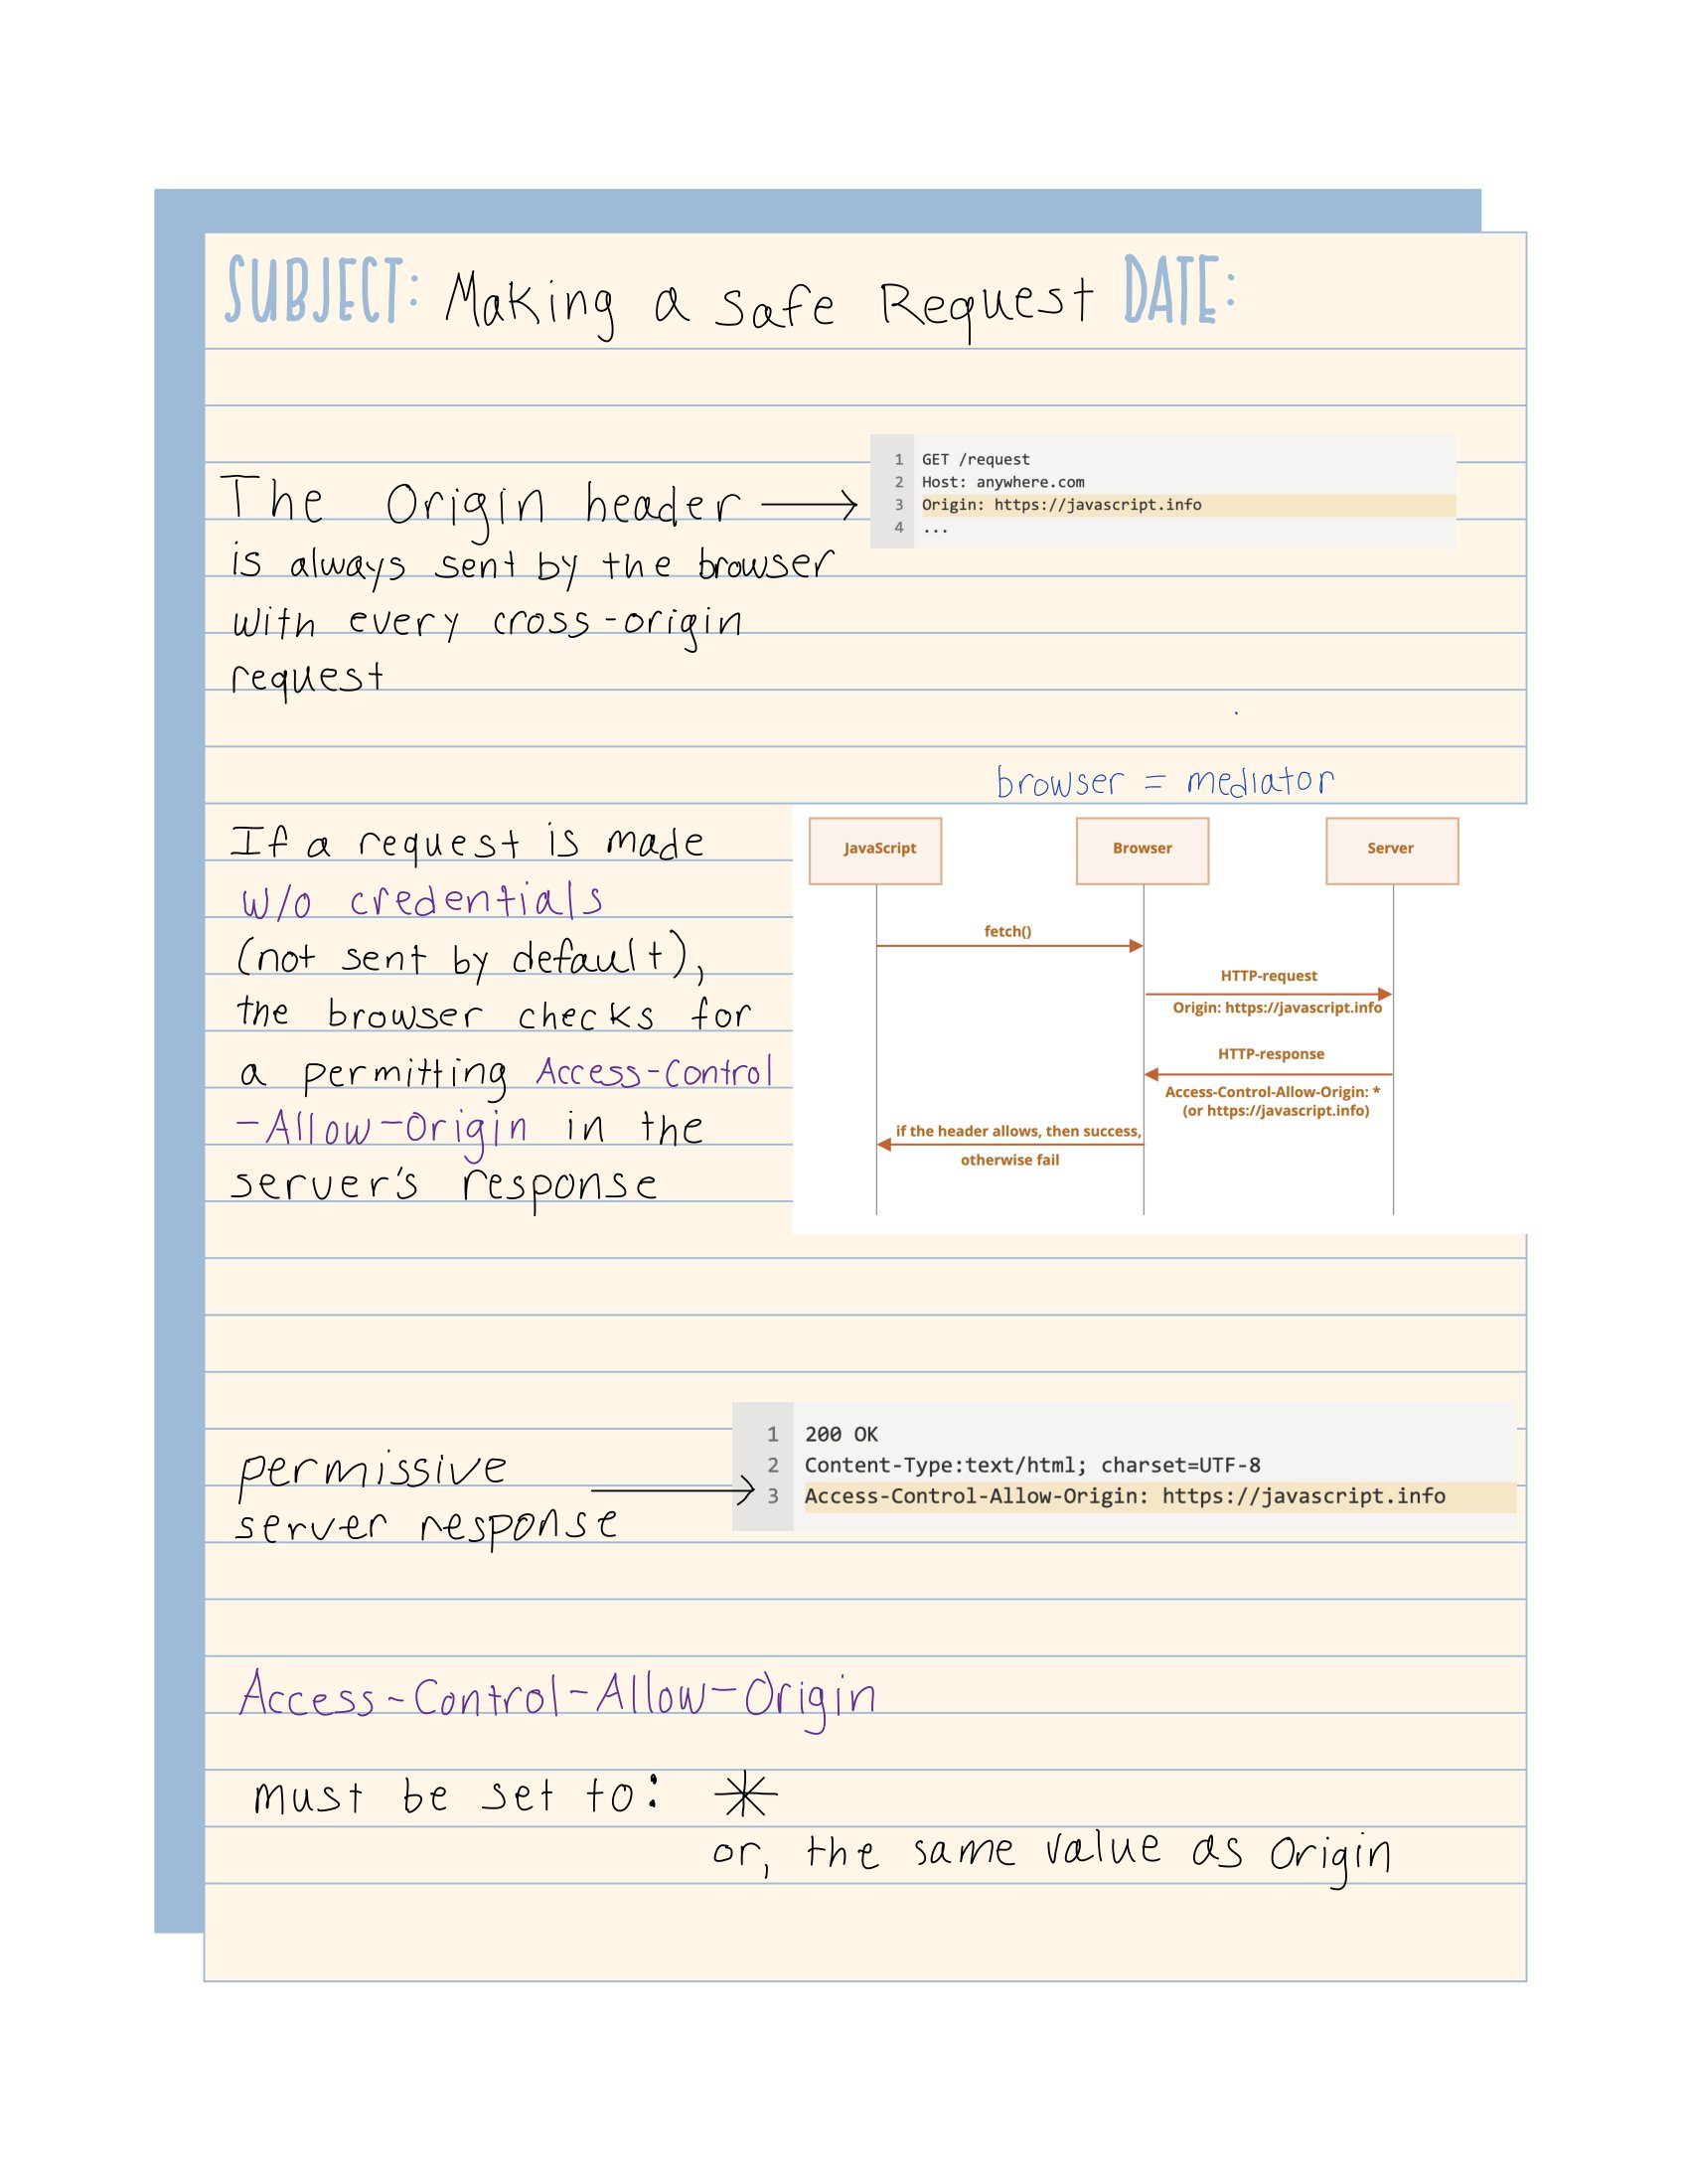 SUBJECT: Making a safe Request DATE:
1 GET /request
2 Host: anywhere.com
The Origin header
3 Origin: https://javascript.info
4 ...
is always sent by the browser
with every cross-origin
request
browser = mediator
If a request is made
w/o credentials
(not sent by default),
the browser checks for
a permitting Access-Control
-Allow-Origin in the
server's response
JavaScript Browser Server
fetch()
HTTP-request
Origin: https://javascript.info
HTTP-response
Access-Control-Allow-Origin: *
(or https://javascript.info)
if the header allows, then success,
otherwise fail
permissive
server response
1 200 OK
2 Content-Type:text/html; charset=UTF-8
3 Access-Control-Allow-Origin: https://javascript.info
Access-Control-Allow-Origin
must be set to: *
or, the same value as Origin